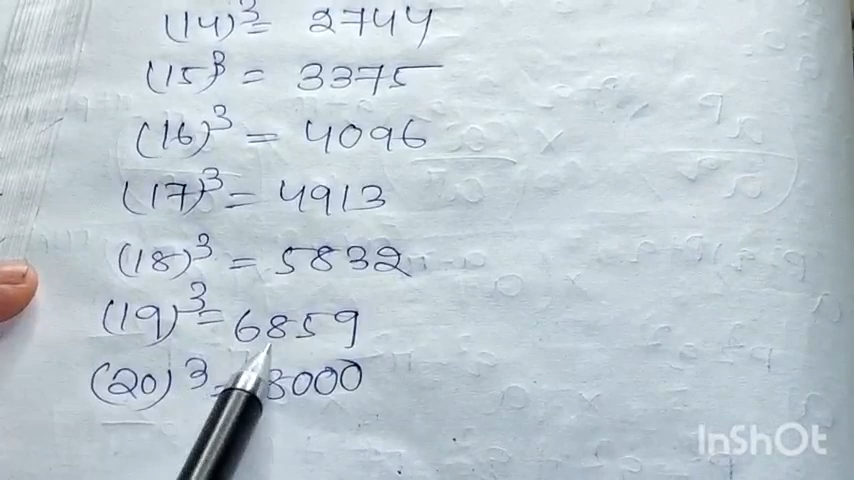 (14)³ = 2744
(15)³ = 3375
(16)³ = 4096
(17)³ = 4913
(18)³ = 5832
(19)³ = 6859
(20)³ = 8000
InShOt